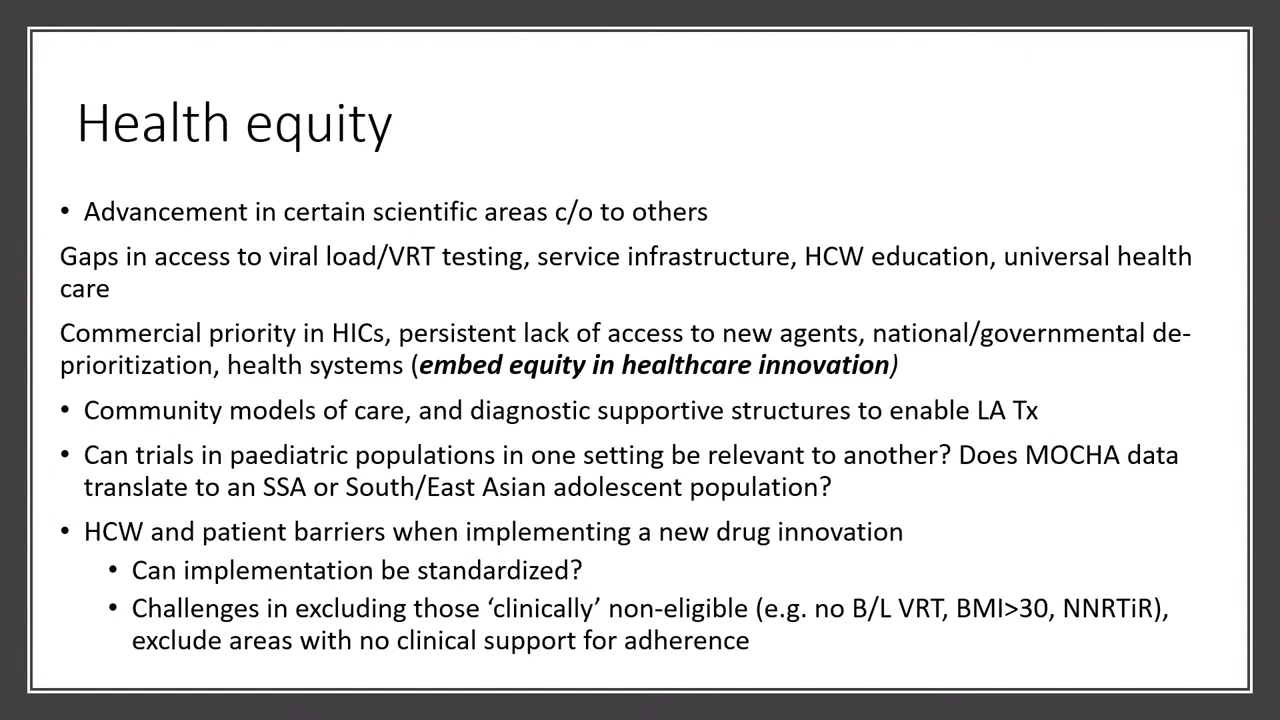 Health equity
• Advancement in certain scientific areas c/o to others
Gaps in access to viral load/VRT testing, service infrastructure, HCW education, universal health
care
Commercial priority in HICs, persistent lack of access to new agents, national/governmental de-
prioritization, health systems (embed equity in healthcare innovation)
• Community models of care, and diagnostic supportive structures to enable LA Tx
• Can trials in paediatric populations in one setting be relevant to another? Does MOCHA data
translate to an SSA or South/East Asian adolescent population?
• HCW and patient barriers when implementing a new drug innovation
• Can implementation be standardized?
• Challenges in excluding those ‘clinically’ non-eligible (e.g. no B/L VRT, BMI>30, NNRTiR),
exclude areas with no clinical support for adherence